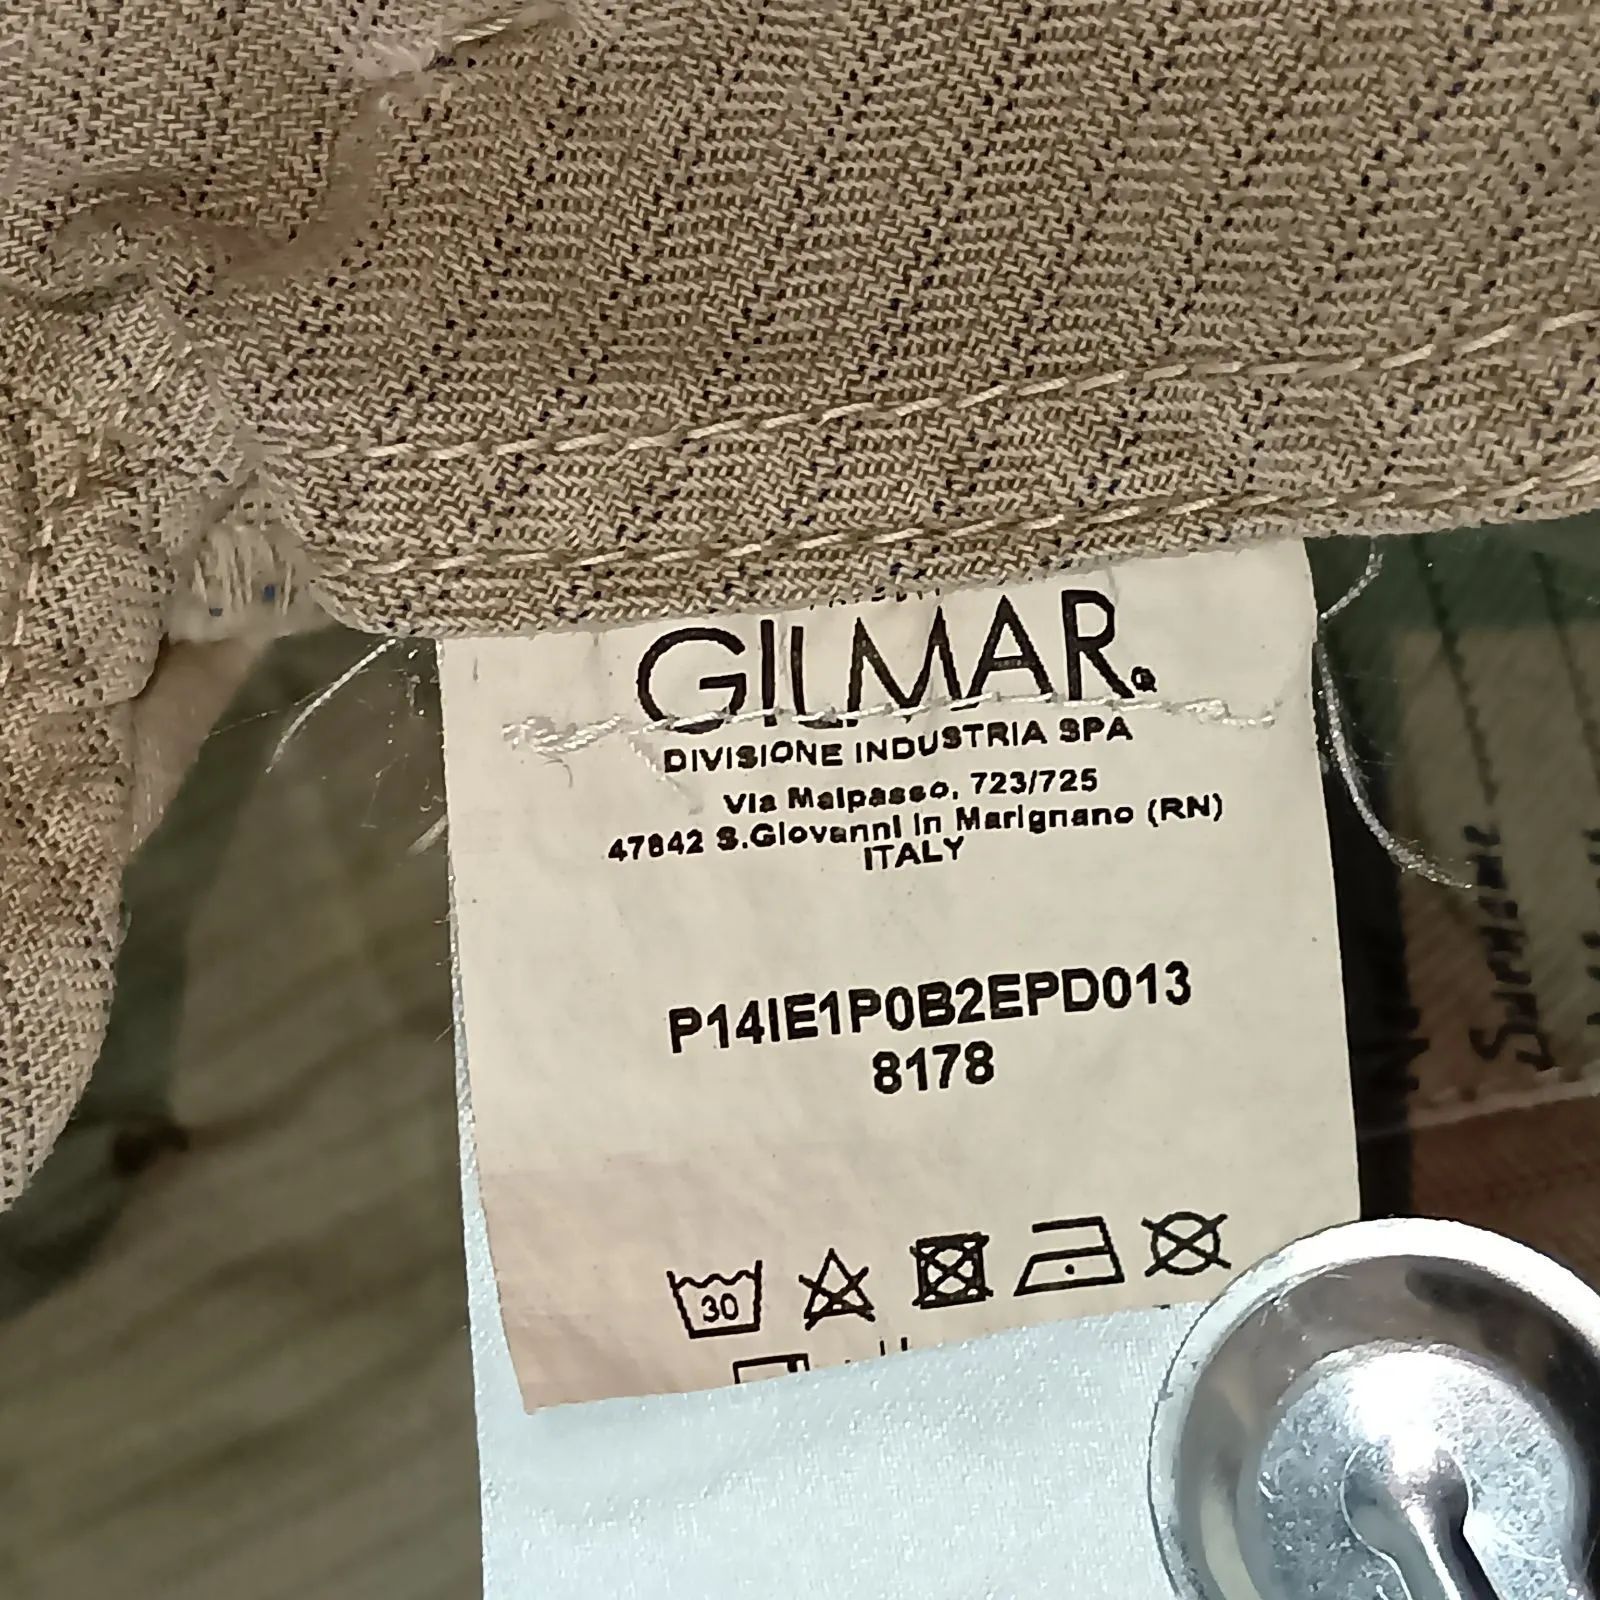 GILMAR
DIVISIONE INDUSTRIA SPA
Via Malpasso, 723/725
47842 S.Giovanni in Marignano (RN)
ITALY
P14IE1P0B2EPD013
8178
30